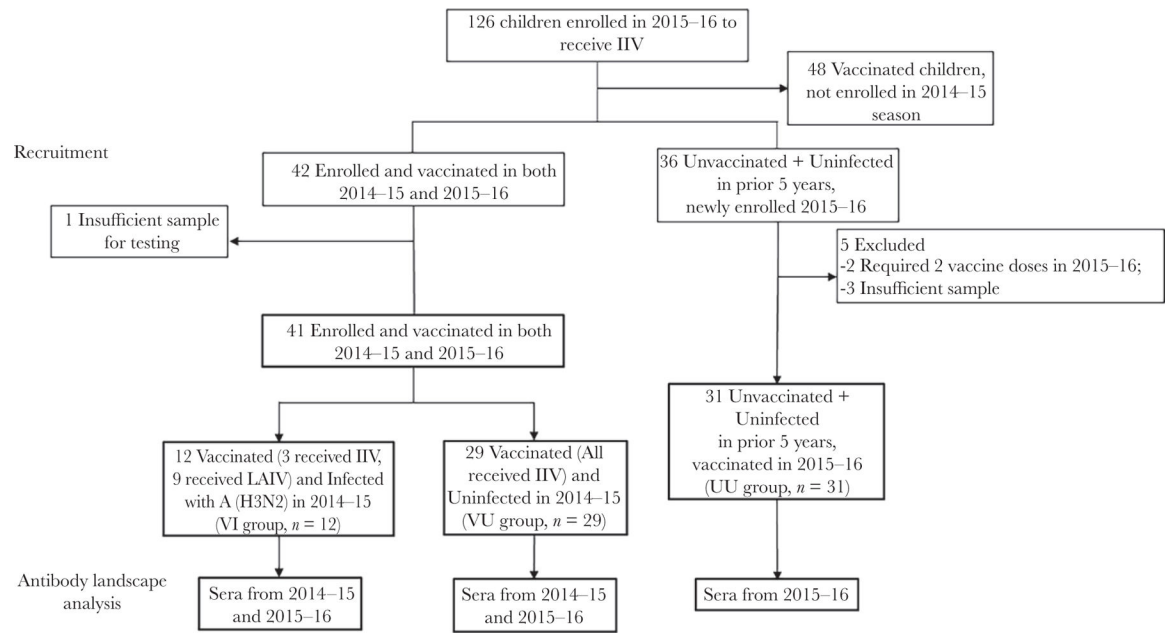 126 children enrolled in 2015–16 to
receive IIV
48 Vaccinated children,
not enrolled in 2014–15
season
Recruitment
42 Enrolled and vaccinated in both
2014–15 and 2015–16
36 Unvaccinated + Uninfected
in prior 5 years,
newly enrolled 2015–16
1 Insufficient sample
for testing
5 Excluded
-2 Required 2 vaccine doses in 2015–16;
-3 Insufficient sample
41 Enrolled and vaccinated in both
2014–15 and 2015–16
12 Vaccinated (3 received IIV,
9 received LAIV) and Infected
with A (H3N2) in 2014–15
(VI group, n = 12)
29 Vaccinated (All
received IIV) and
Uninfected in 2014–15
(VU group, n = 29)
31 Unvaccinated +
Uninfected
in prior 5 years,
vaccinated in 2015–16
(UU group, n = 31)
Antibody landscape
analysis
Sera from 2014–15
and 2015–16
Sera from 2014–15
and 2015–16
Sera from 2015–16